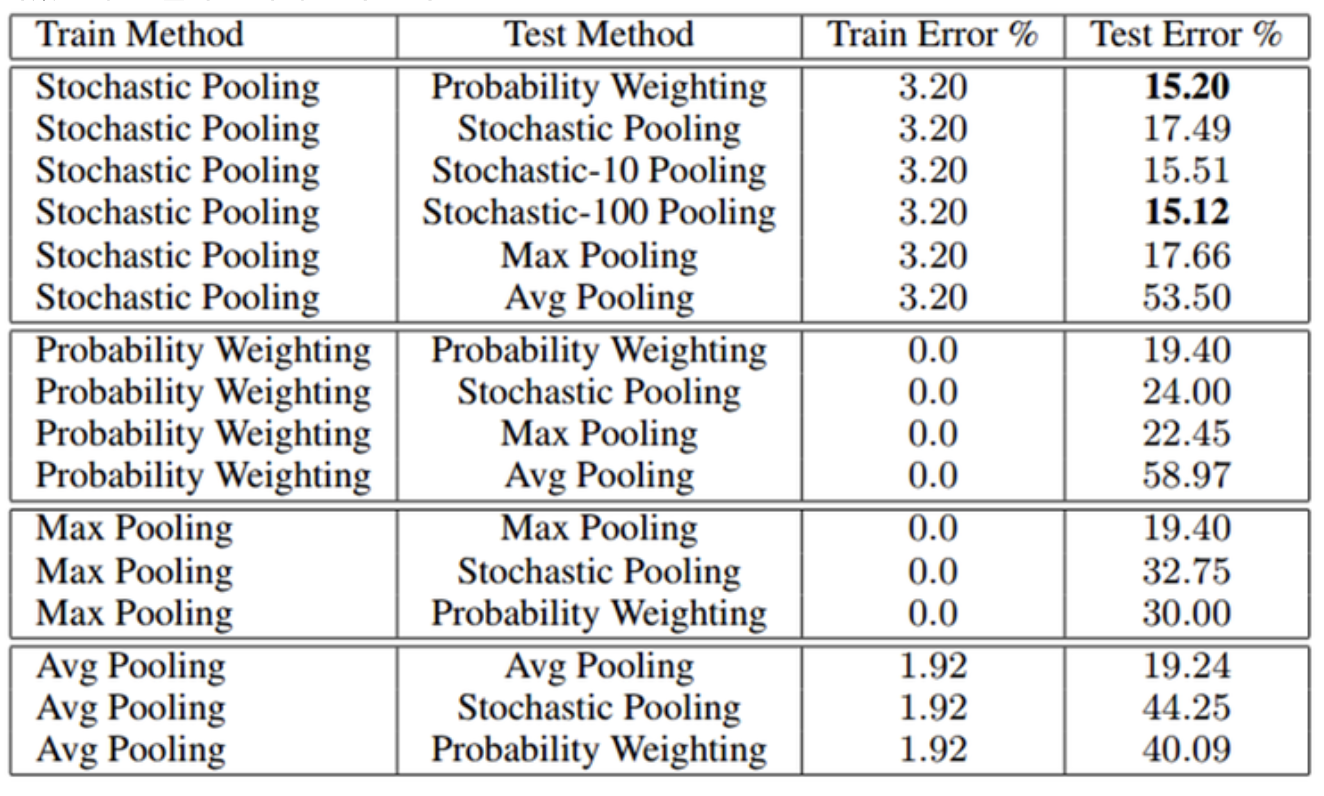 Train Method Test Method Train Error % Test Error %
Stochastic Pooling Probability Weighting 3.20 15.20
Stochastic Pooling Stochastic Pooling 3.20 17.49
Stochastic Pooling Stochastic-10 Pooling 3.20 15.51
Stochastic Pooling Stochastic-100 Pooling 3.20 15.12
Stochastic Pooling Max Pooling 3.20 17.66
Stochastic Pooling Avg Pooling 3.20 53.50
Probability Weighting Probability Weighting 0.0 19.40
Probability Weighting Stochastic Pooling 0.0 24.00
Probability Weighting Max Pooling 0.0 22.45
Probability Weighting Avg Pooling 0.0 58.97
Max Pooling Max Pooling 0.0 19.40
Max Pooling Stochastic Pooling 0.0 32.75
Max Pooling Probability Weighting 0.0 30.00
Avg Pooling Avg Pooling 1.92 19.24
Avg Pooling Stochastic Pooling 1.92 44.25
Avg Pooling Probability Weighting 1.92 40.09